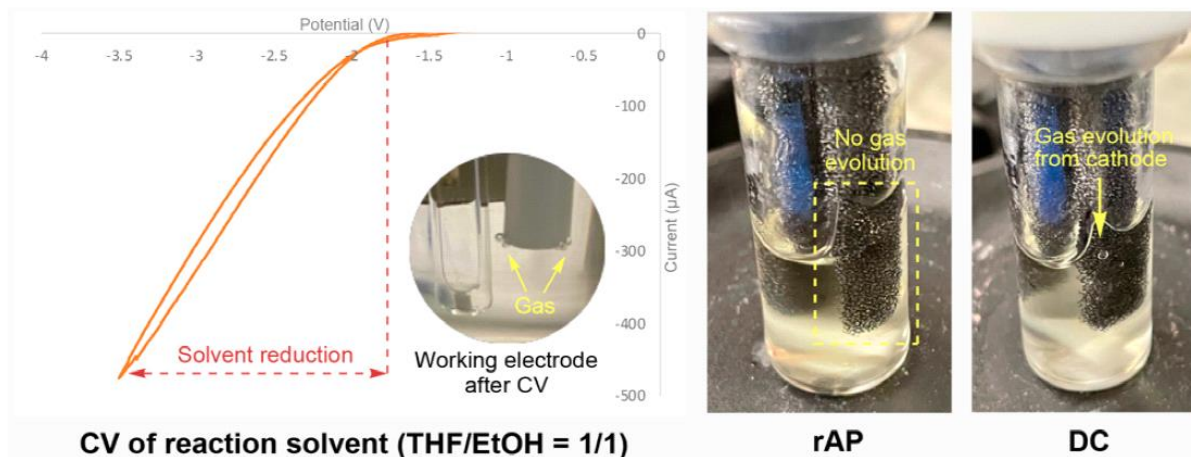 Potential (V)
-4
-3.5
-3
-2.5
-2
-1.5
-1
-0.5
0
0
-100
-200
-300
-400
-500
Current (µA)
Solvent reduction
Gas
Working electrode
after CV
CV of reaction solvent (THF/EtOH = 1/1)
No gas
evolution
rAP
Gas evolution
from cathode
DC